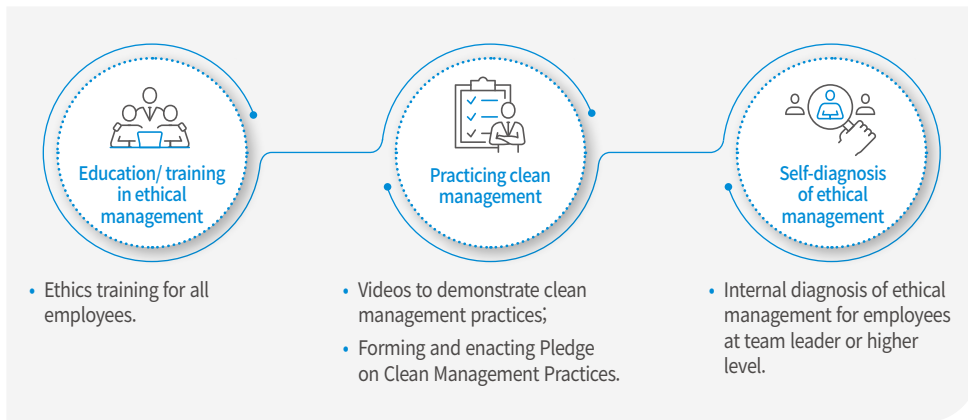 Education/ training
in ethical
management
• Ethics training for all
employees.
Practicing clean
management
• Videos to demonstrate clean
management practices;
• Forming and enacting Pledge
on Clean Management Practices.
Self-diagnosis
of ethical
management
• Internal diagnosis of ethical
management for employees
at team leader or higher
level.